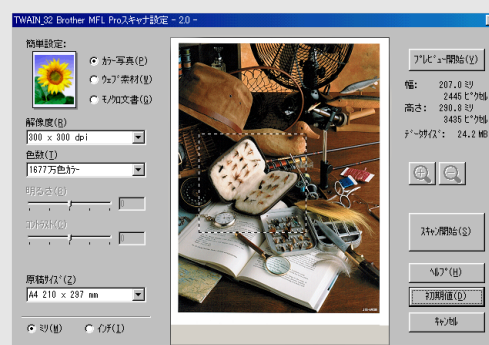 TWAIN_32 Brother MFL Proスキャナ設定 - 2.0 -
簡単設定:
カラー写真(P)
ウェブ素材(W)
モノクロ文書(G)
解像度(R)
300 x 300 dpi
色数(T)
1677万色カラー
明るさ(B)
0
コントラスト(C)
0
原稿サイズ(Z)
A4 210 x 297 mm
ミリ(M)
インチ(I)
プレビュー開始(V)
幅: 207.0 ミリ
2445 ピクセル
高さ: 290.8 ミリ
3435 ピクセル
データサイズ: 24.2 MB
スキャン開始(S)
ヘルプ(H)
初期値(D)
キャンセル